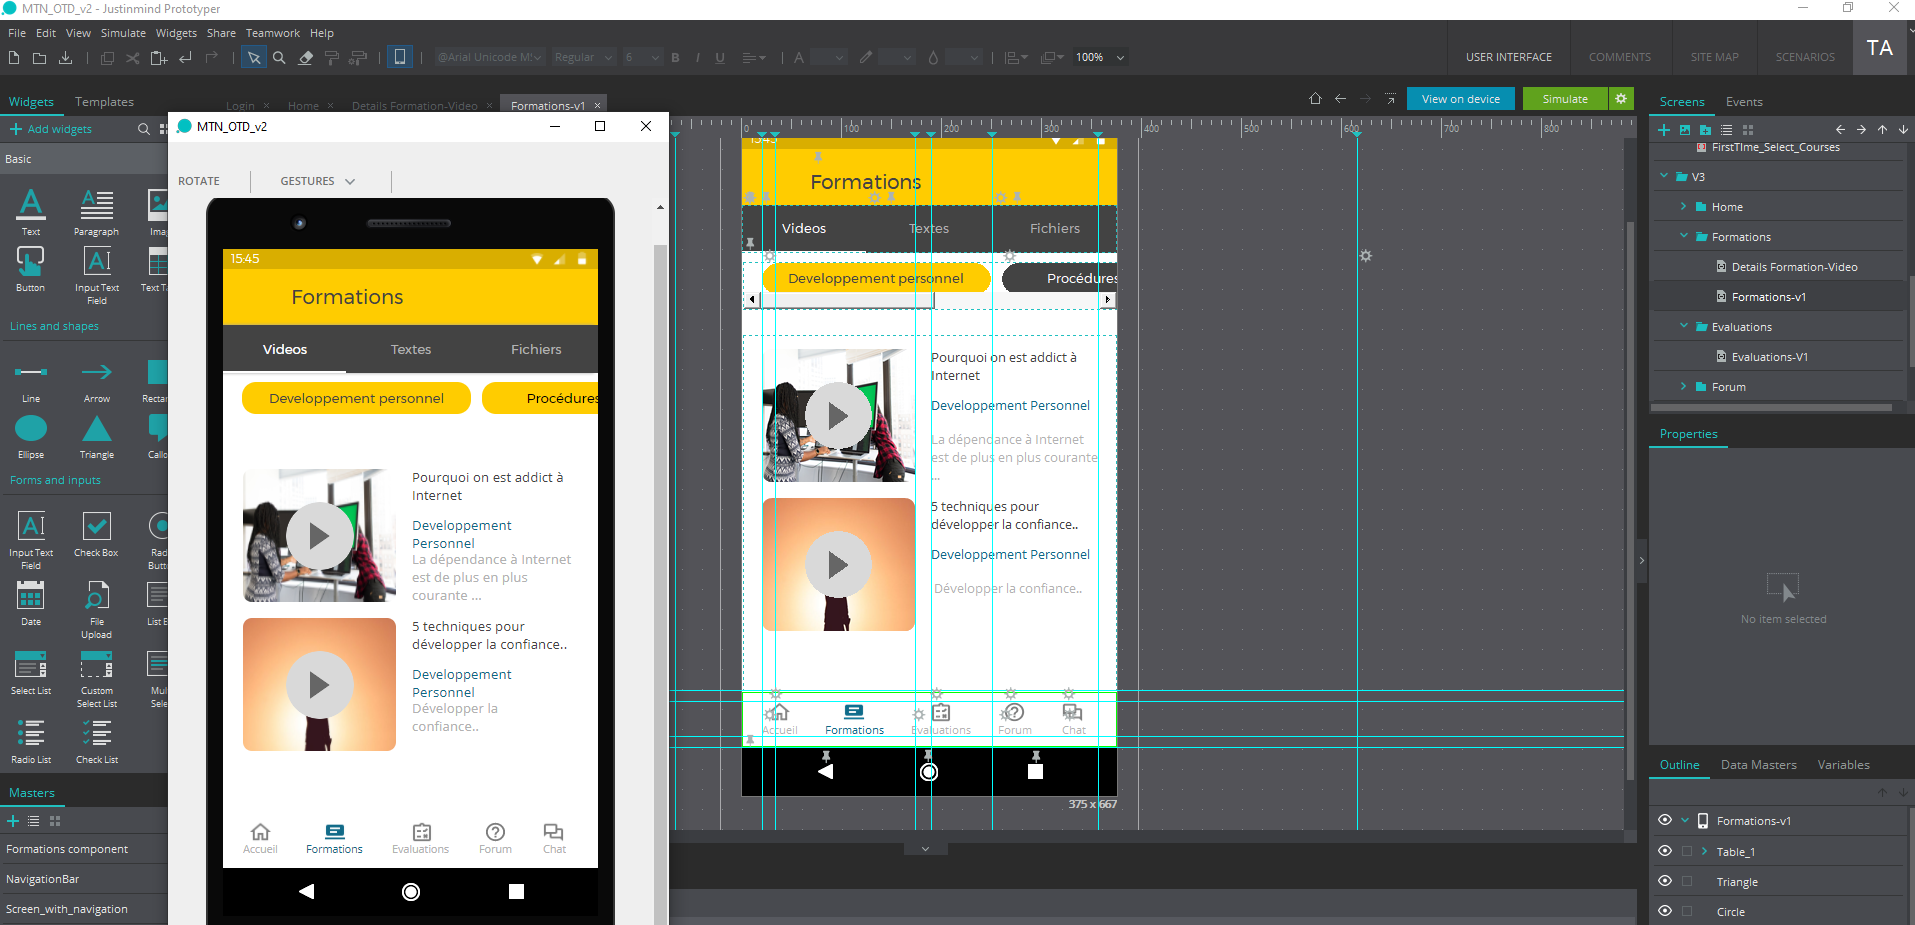 MTN_OTD_v2 - Justinmind Prototyper
File Edit View Simulate Widgets Share Teamwork Help
@Arial Unicode MS Regular 6 B I U A 100%
USER INTERFACE COMMENTS SITE MAP SCENARIOS TA
Widgets Templates
Login × Home × Details Formation-Video × Formations-v1 ×
View on device Simulate
Screens Events
Add widgets
Basic
Text Paragraph Imag
Button Input Text Field Text Ta
Lines and shapes
Line Arrow Rectan
Ellipse Triangle Callo
Forms and inputs
Input Text Field Check Box Rad Butt
Date File Upload List B
Select List Custom Select List Mul Sele
Radio List Check List
Masters
Formations component
NavigationBar
Screen_with_navigation
MTN_OTD_v2
ROTATE GESTURES
15:45
Formations
Videos Textes Fichiers
Developpement personnel Procédures
Pourquoi on est addict à
Internet
Developpement
Personnel
La dépendance à Internet
est de plus en plus
courante ...
5 techniques pour
développer la confiance..
Developpement
Personnel
Développer la
confiance..
Accueil Formations Evaluations Forum Chat
0 100 200 300 400 500 600 700 800
15:45
Formations
Videos Textes Fichiers
Developpement personnel Procédures
Pourquoi on est addict à
Internet
Developpement Personnel
La dépendance à Internet
est de plus en plus courante
...
5 techniques pour
développer la confiance..
Developpement Personnel
Développer la confiance..
Accueil Formations Evaluations Forum Chat
375 x 667
FirstTIme_Select_Courses
V3
Home
Formations
Details Formation-Video
Formations-v1
Evaluations
Evaluations-V1
Forum
Properties
No item selected
Outline Data Masters Variables
Formations-v1
Table_1
Triangle
Circle